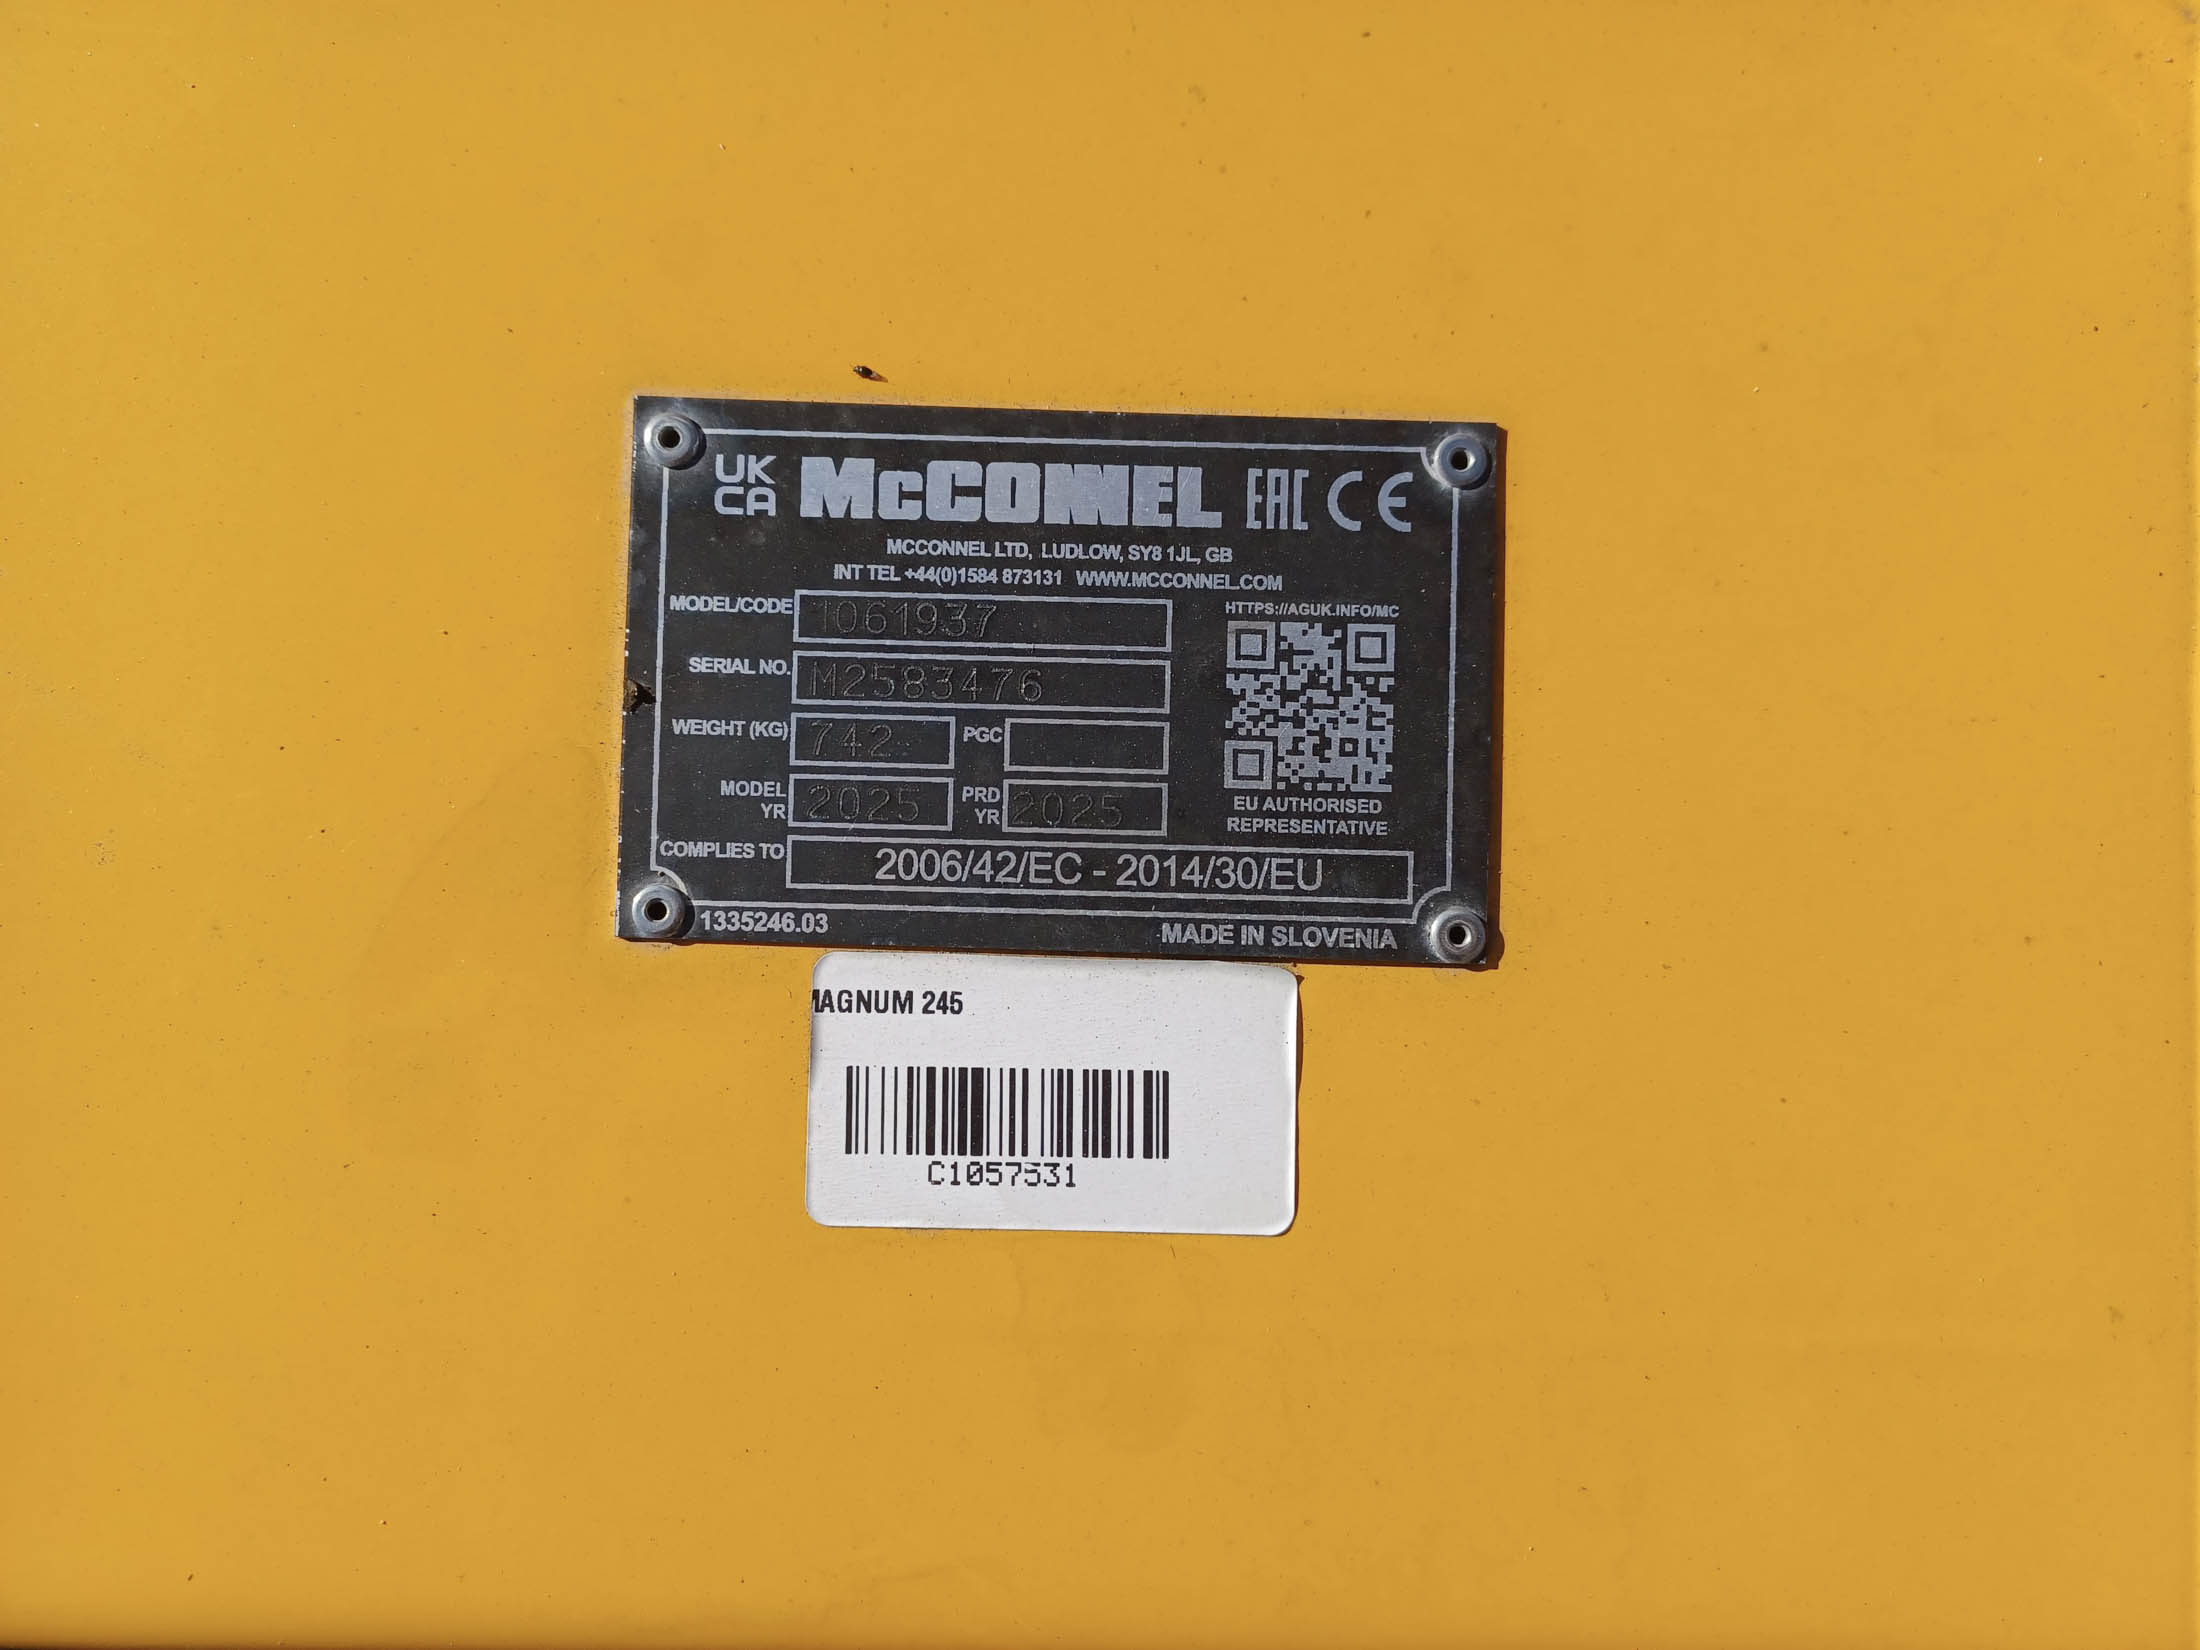 UK
CA
McCONNEL
EAC CE
MCCONNEL LTD, LUDLOW, SY8 1JL, GB
INT TEL +44(0)1584 873131 WWW.MCCONNEL.COM
MODEL/CODE 1061937
HTTPS://AGUK.INFO/MC
SERIAL NO. M2583476
WEIGHT (KG) 742 PGC
MODEL YR 2025 PRD YR 2025
EU AUTHORISED
REPRESENTATIVE
COMPLIES TO 2006/42/EC - 2014/30/EU
1335246.03
MADE IN SLOVENIA
MAGNUM 245
C1057531